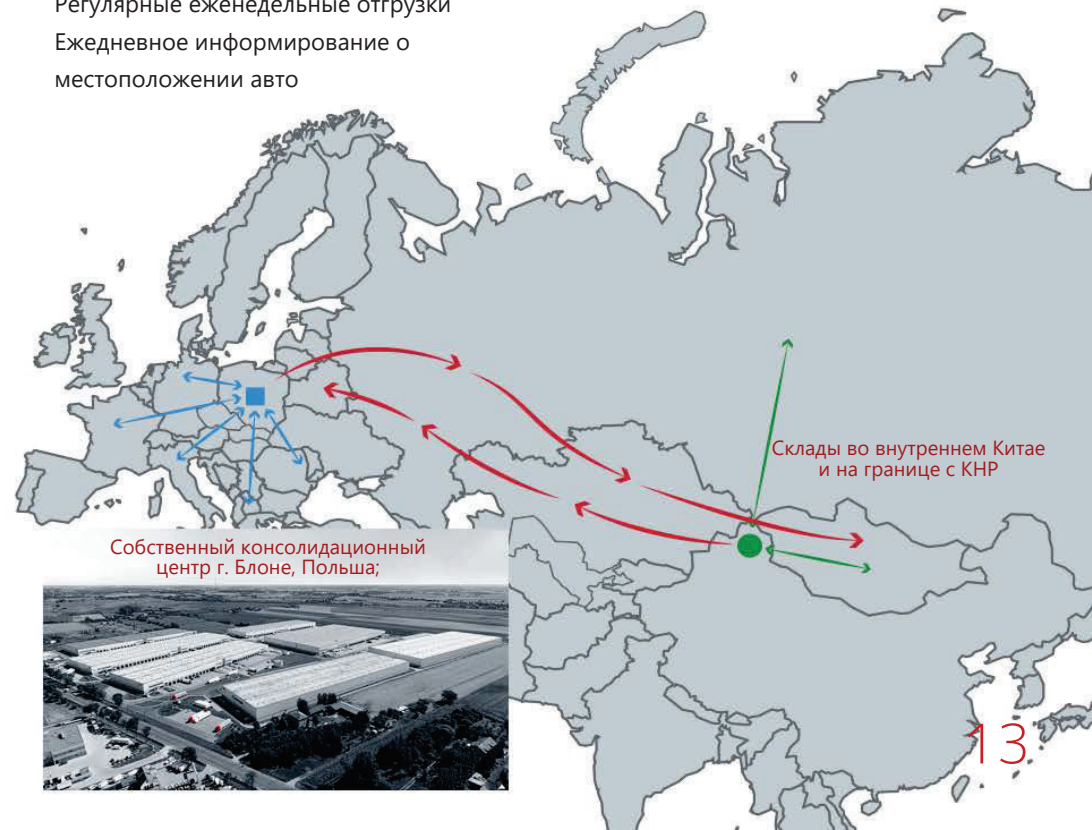 Регулярные еженедельные отгрузки
Ежедневное информирование о
местоположении авто
Склады во внутреннем Китае
и на границе с КНР
Собственный консолидационный
центр г. Блоне, Польша;
13